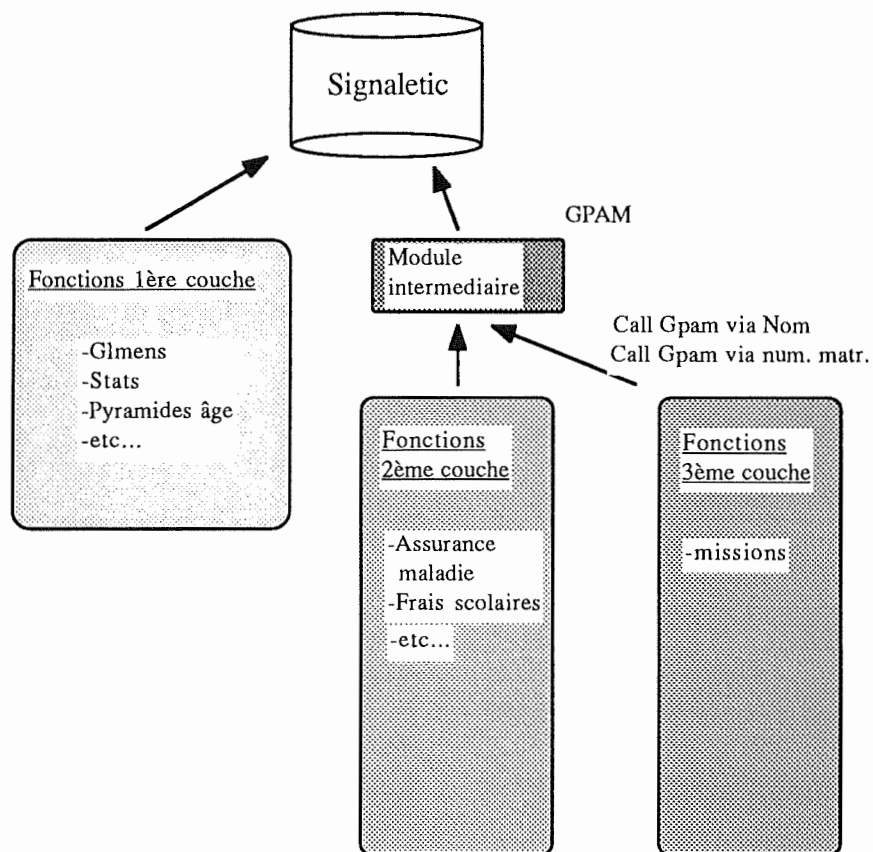 Signaletic
GPAM
Fonctions 1ère couche
-Glmens
-Stats
-Pyramides âge
-etc...
Module
intermediaire
Call Gpam via Nom
Call Gpam via num. matr.
Fonctions
2ème couche
-Assurance
maladie
-Frais scolaires
-etc...
Fonctions
3ème couche
-missions